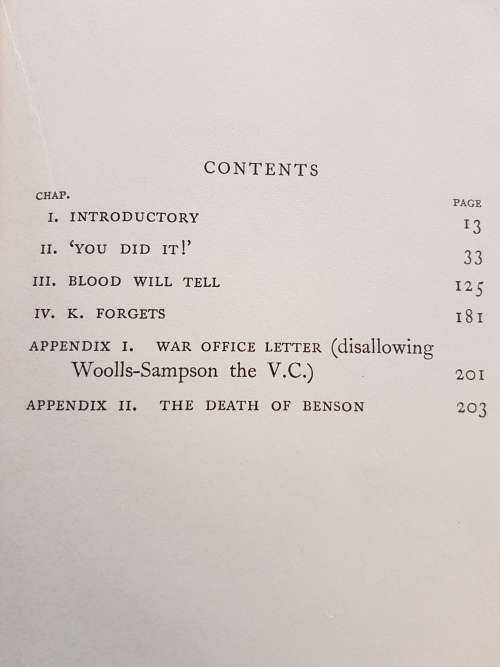 CONTENTS
CHAP. PAGE
I. INTRODUCTORY 13
II. ‘YOU DID IT!’ 33
III. BLOOD WILL TELL 125
IV. K. FORGETS 181
APPENDIX I. WAR OFFICE LETTER (disallowing
Woolls-Sampson the V.C.) 201
APPENDIX II. THE DEATH OF BENSON 203